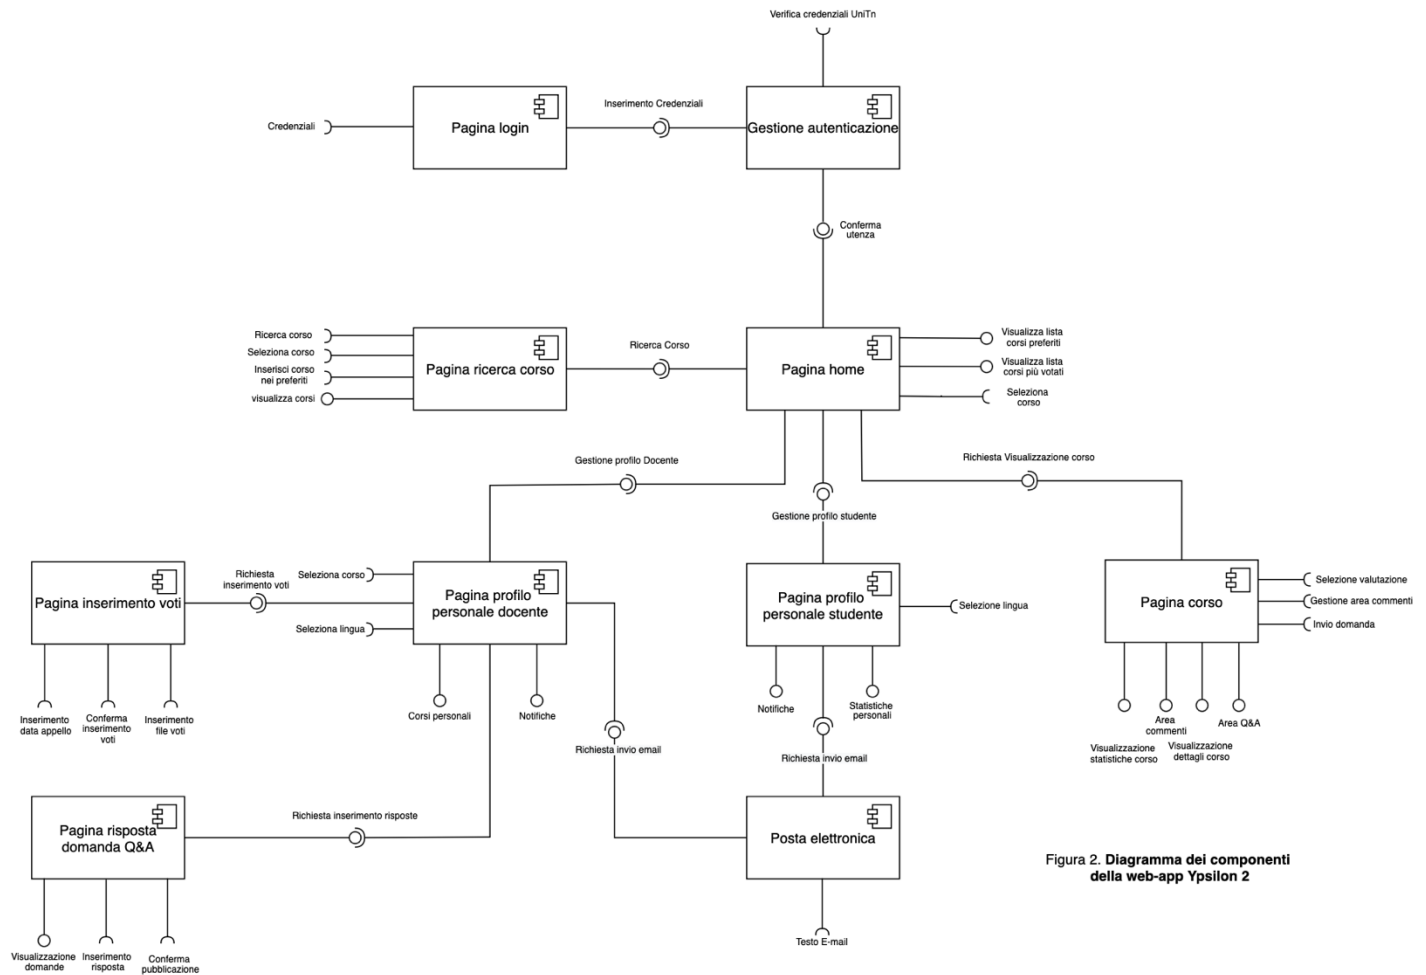 Verifica credenziali UniTn
Credenziali
Pagina login
Inserimento Credenziali
Gestione autenticazione
Conferma
utenza
Ricerca corso
Seleziona corso
Inserisci corso
nei preferiti
visualizza corsi
Pagina ricerca corso
Ricerca Corso
Pagina home
Visualizza lista
corsi preferiti
Visualizza lista
corsi più votati
Seleziona
corso
Gestione profilo Docente
Gestione profilo studente
Richiesta Visualizzazione corso
Pagina inserimento voti
Richiesta
inserimento voti
Seleziona corso
Seleziona lingua
Pagina profilo
personale docente
Pagina profilo
personale studente
Selezione lingua
Pagina corso
Selezione valutazione
Gestione area commenti
Invio domanda
Inserimento
data appello
Conferma
inserimento
voti
Inserimento
file voti
Corsi personali
Notifiche
Richiesta invio email
Notifiche
Statistiche
personali
Richiesta invio email
Visualizzazione
statistiche corso
Area
commenti
Visualizzazione
dettagli corso
Area Q&A
Pagina risposta
domanda Q&A
Richiesta inserimento risposte
Posta elettronica
Visualizzazione
domande
Inserimento
risposta
Conferma
pubblicazione
Testo E-mail
Figura 2. Diagramma dei componenti
della web-app Ypsilon 2